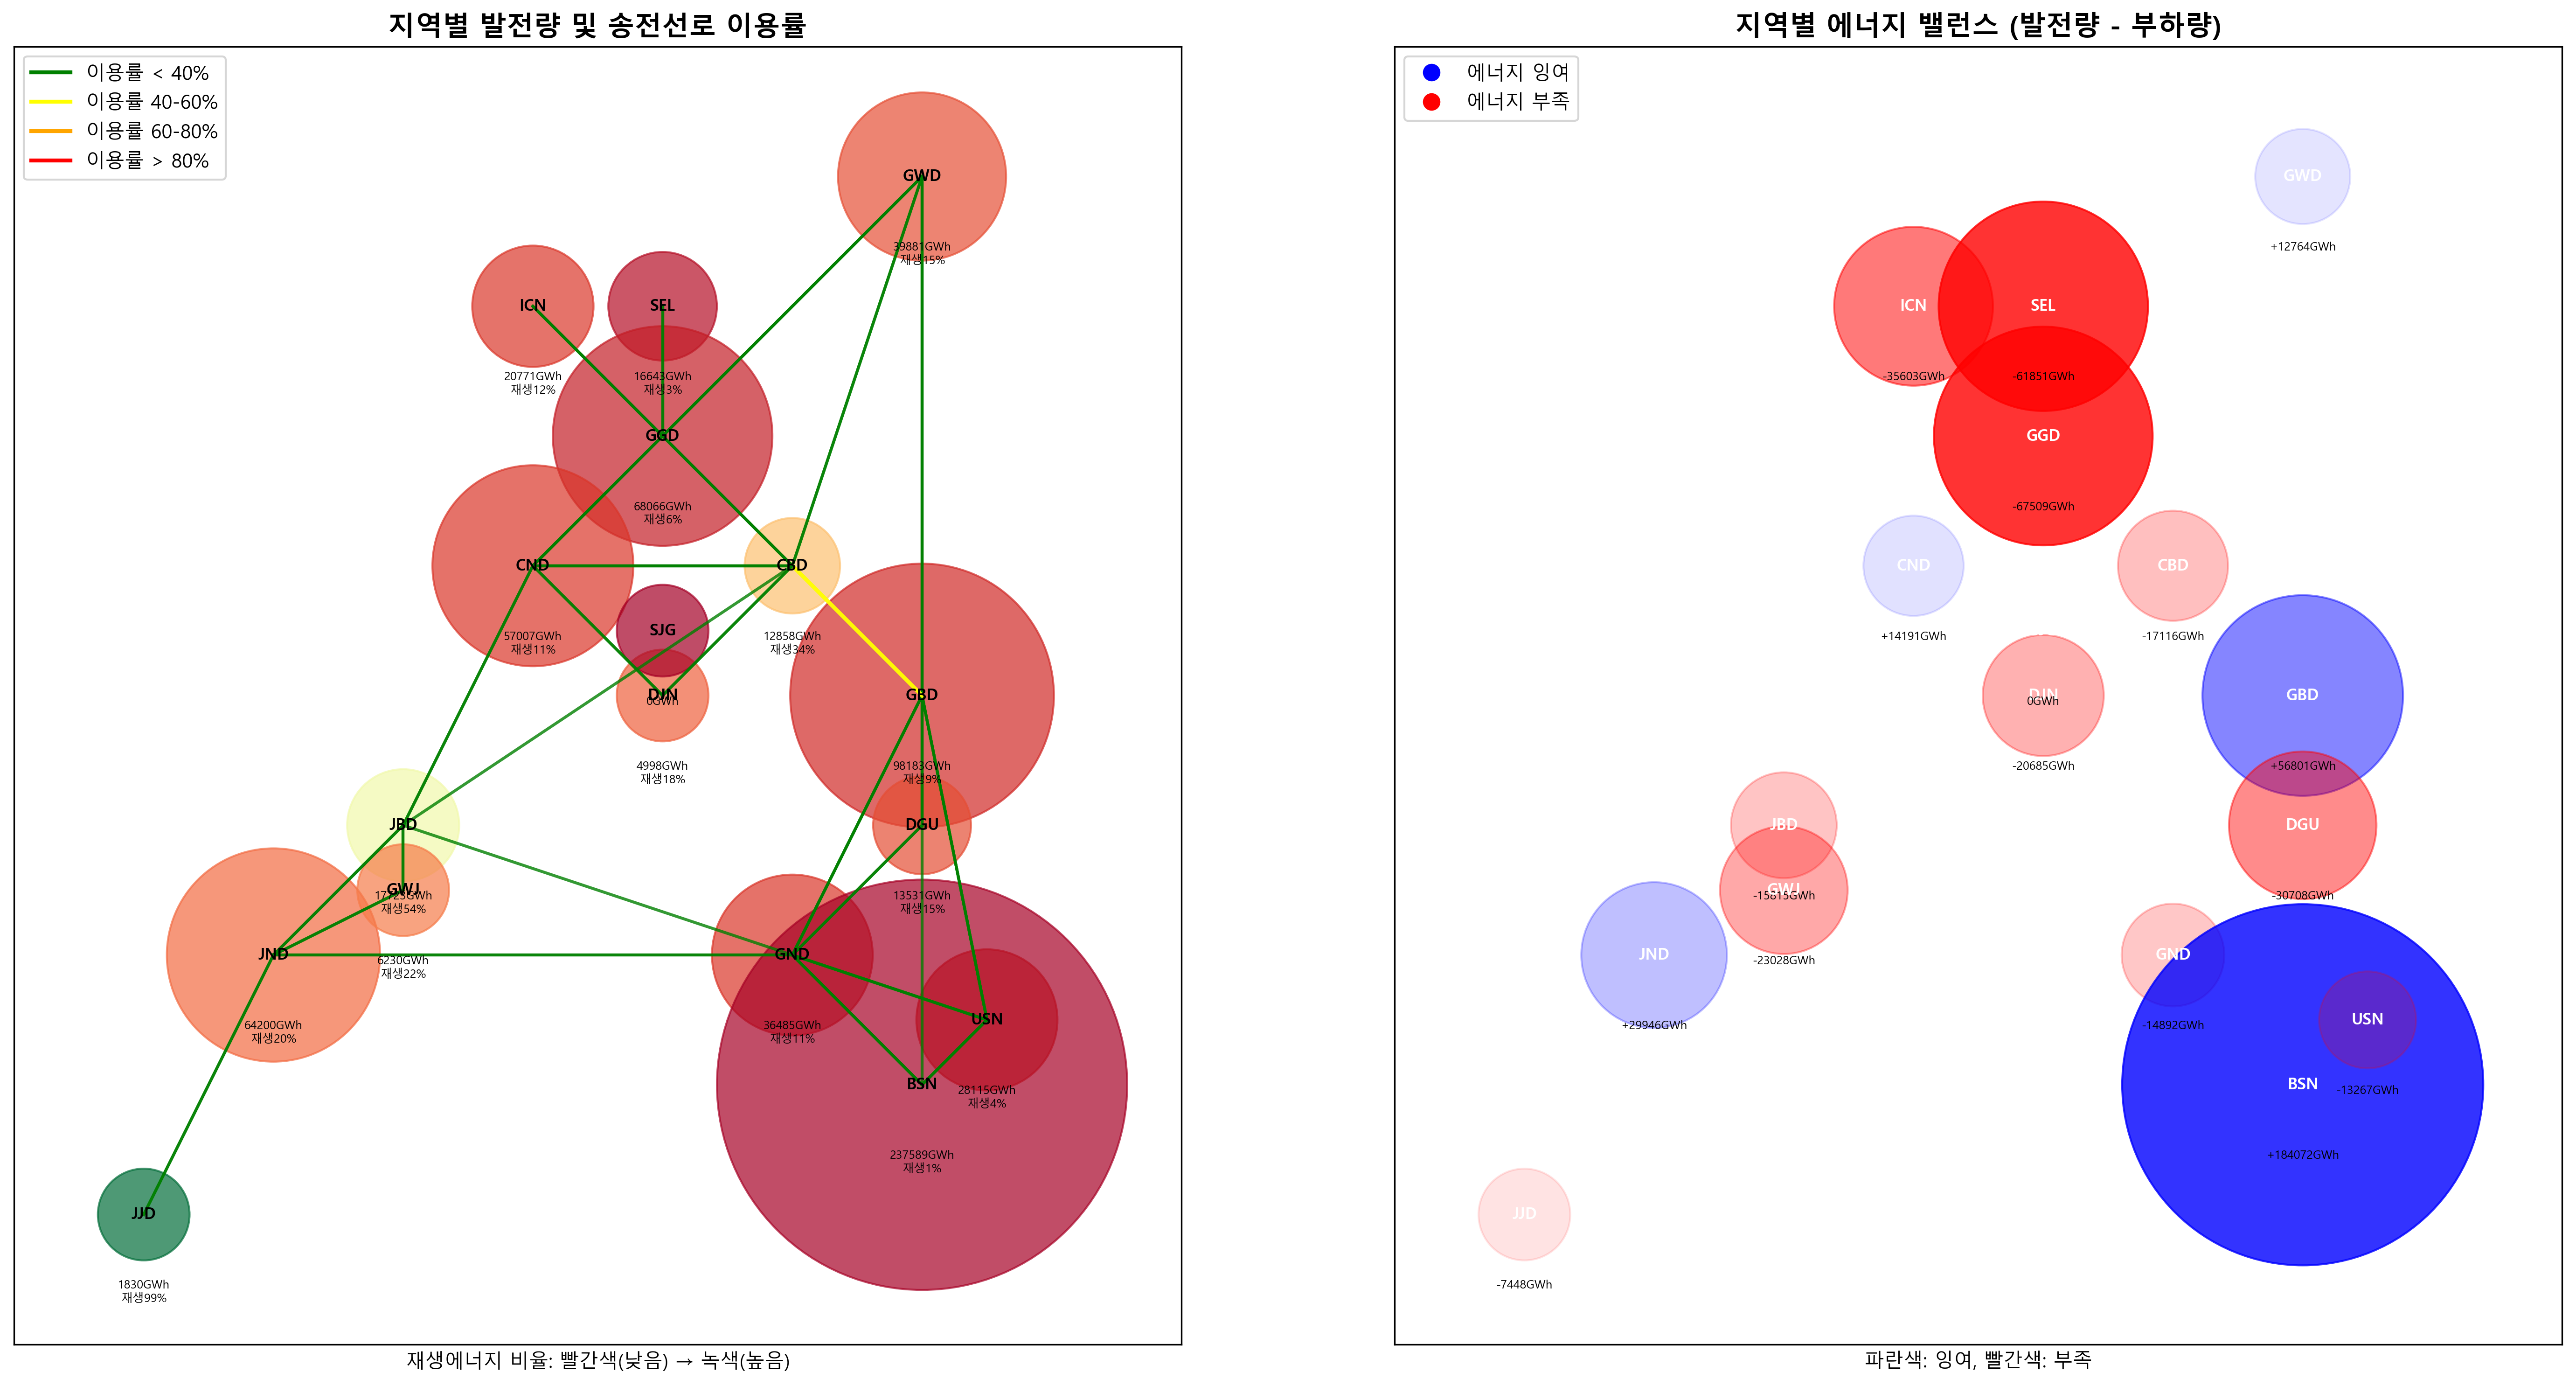 지역별 발전량 및 송전선로 이용률
이용률 < 40%
이용률 40-60%
이용률 60-80%
이용률 > 80%
GWD
39881GWh
재생15%
ICN
SEL
20771GWh
재생12%
16643GWh
재생3%
GGD
68066GWh
재생6%
CND
CBD
57007GWh
재생11%
SJG
12858GWh
재생34%
DJN
0GWh
GBD
4998GWh
재생18%
98183GWh
재생9%
JBD
DGU
GWJ
재생54%
13531GWh
재생15%
JND
6230GWh
재생22%
GND
64200GWh
재생20%
36485GWh
재생11%
USN
BSN
28115GWh
재생4%
237589GWh
재생1%
JJD
1830GWh
재생99%
재생에너지 비율: 빨간색(낮음) → 녹색(높음)
지역별 에너지 밸런스 (발전량 - 부하량)
에너지 잉여
에너지 부족
GWD
+12764GWh
ICN
SEL
-35603GWh
-61851GWh
GGD
-67509GWh
CND
CBD
+14191GWh
-17116GWh
DJN
0GWh
GBD
-20685GWh
+56801GWh
JBD
DGU
GWJ
-15815GWh
-30708GWh
JND
-23028GWh
GND
+29946GWh
-14892GWh
USN
BSN
-13267GWh
+184072GWh
JJD
-7448GWh
파란색: 잉여, 빨간색: 부족